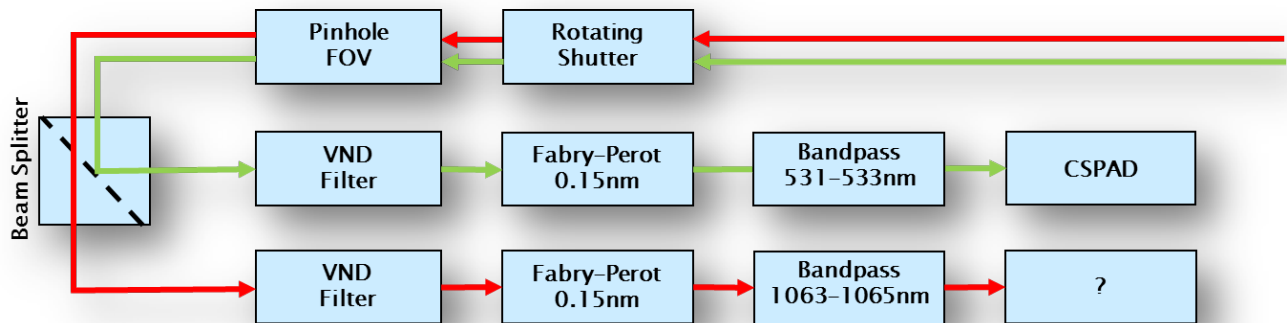 Pinhole
FOV
Rotating
Shutter
Beam Splitter
VND
Filter
Fabry-Perot
0.15nm
Bandpass
531-533nm
CSPAD
VND
Filter
Fabry-Perot
0.15nm
Bandpass
1063-1065nm
?